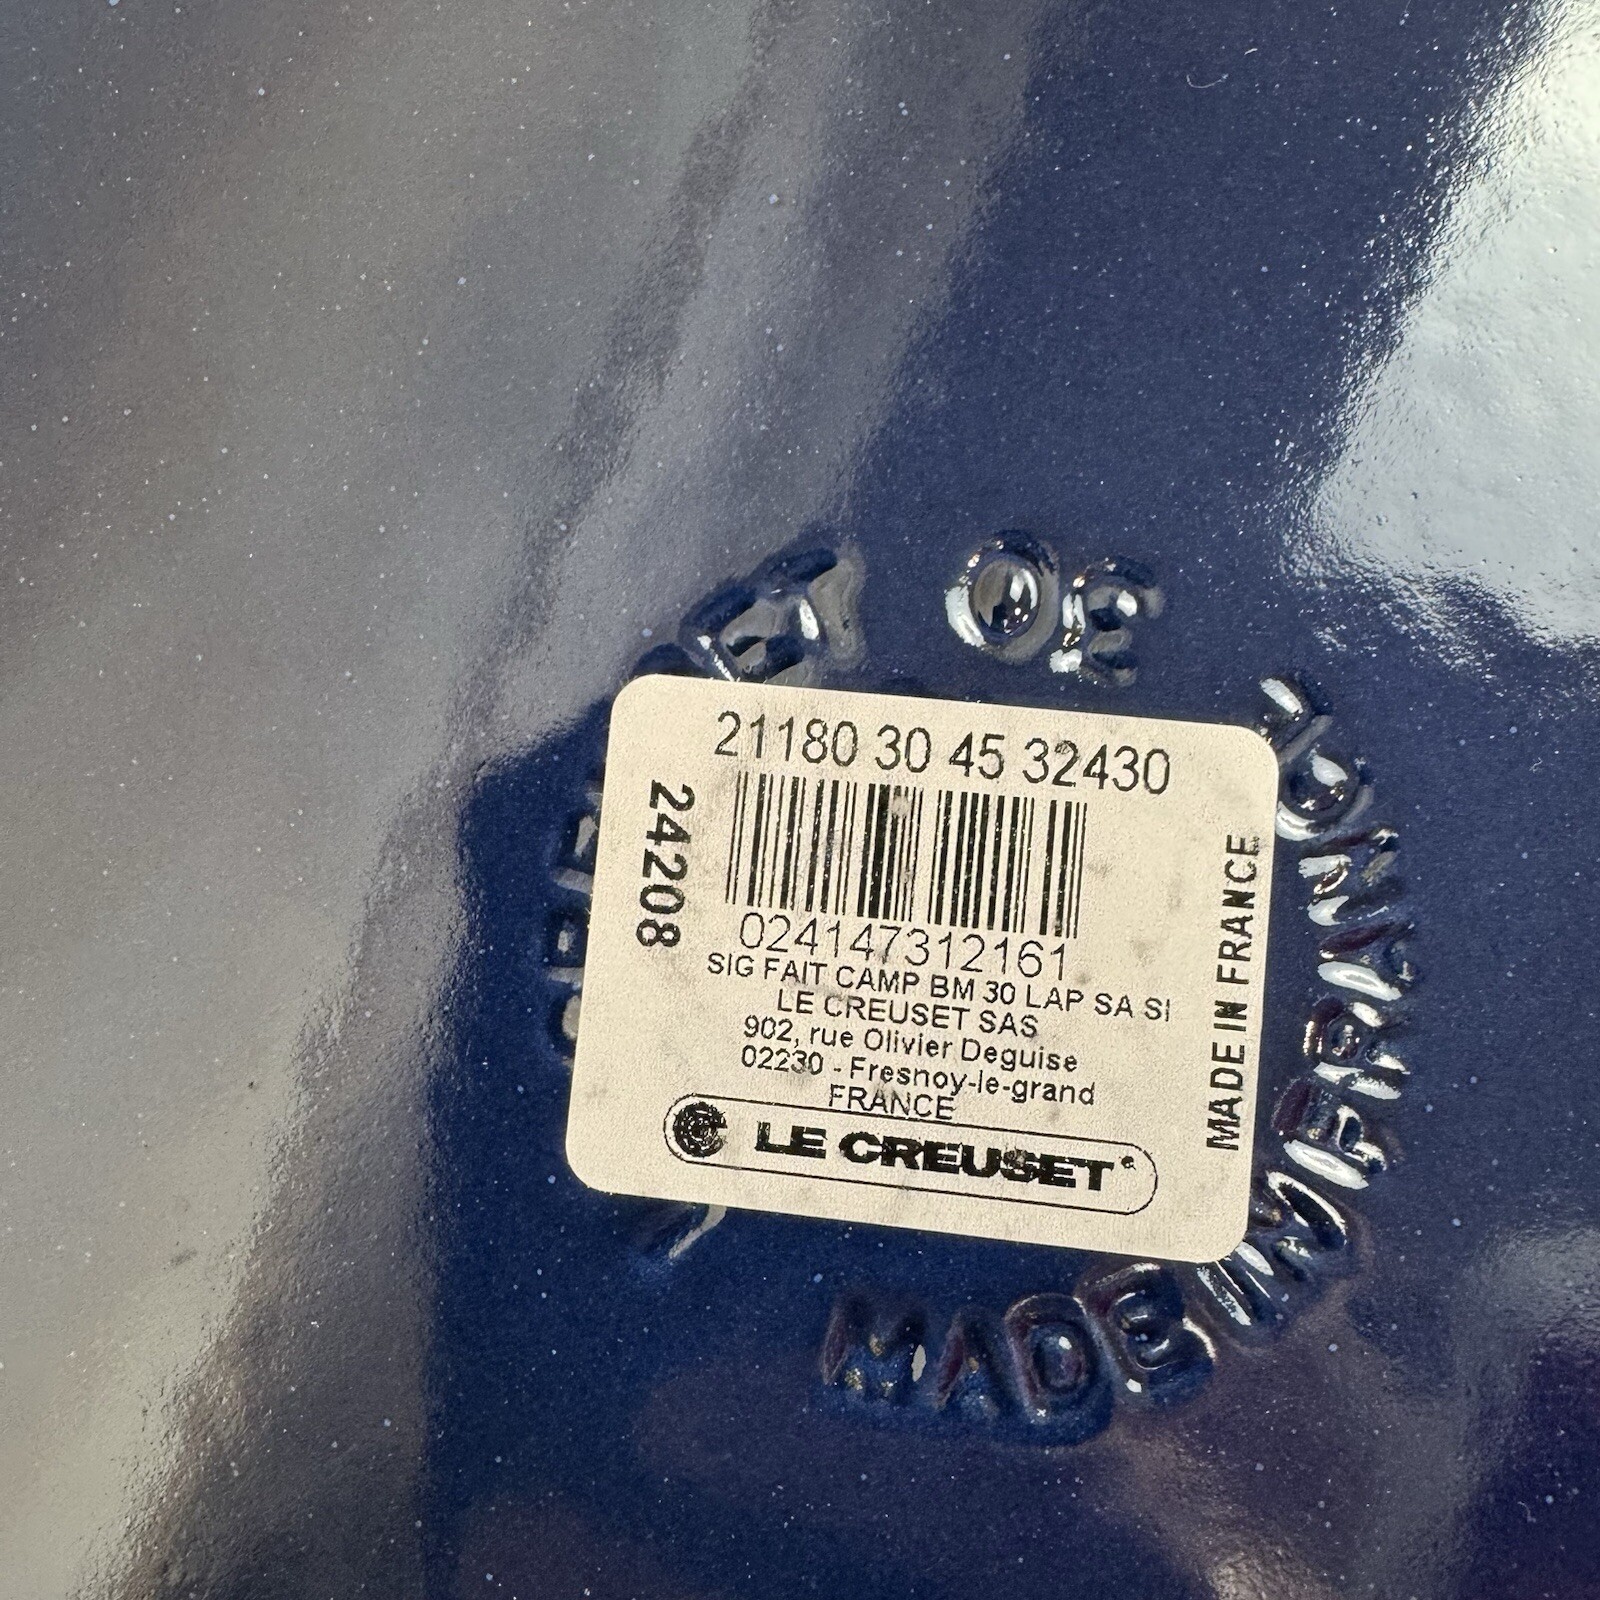 21180 30 45 32430
24208
024147312161
SIG FAIT CAMP BM 30 LAP SA SI
LE CREUSET SAS
902, rue Olivier Deguise
02230 - Fresnoy-le-grand
FRANCE
LE CREUSET
MADE IN FRANCE
DE
MADE IN FRANCE